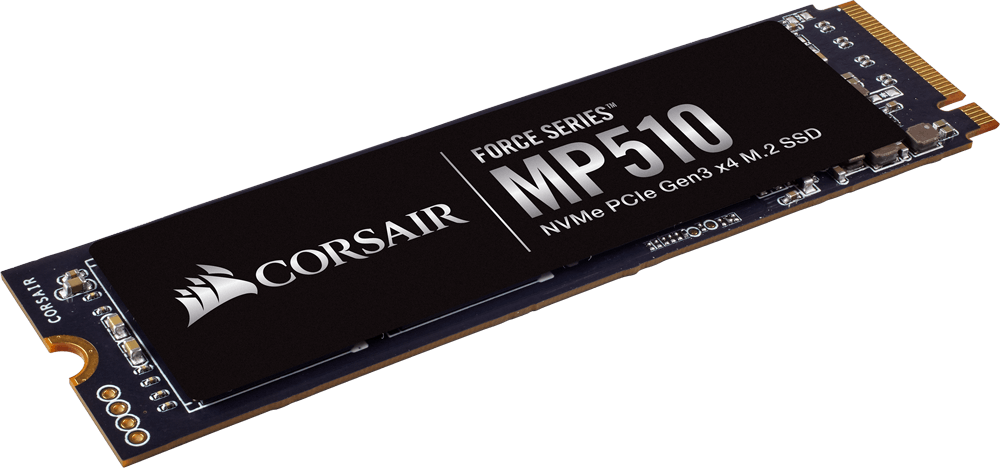 CORSAIR
CORSAIR
FORCE SERIES™
MP510
NVMe PCIe Gen3 x4 M.2 SSD